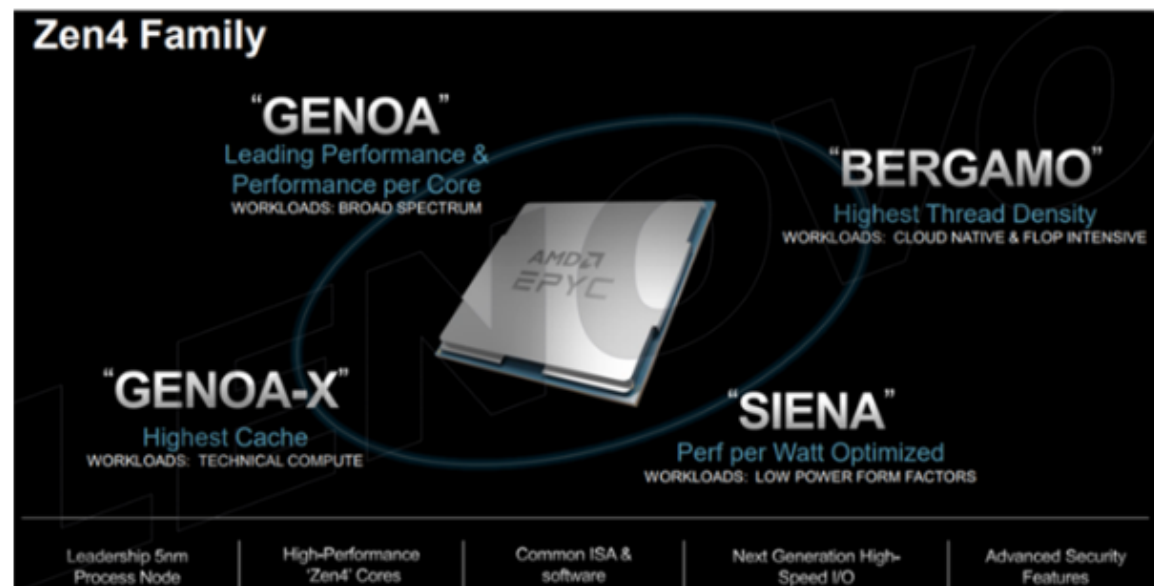 Zen4 Family
“GENOA”
Leading Performance &
Performance per Core
WORKLOADS: BROAD SPECTRUM
“BERGAMO”
Highest Thread Density
WORKLOADS: CLOUD NATIVE & FLOP INTENSIVE
AMD
EPYC
“GENOA-X”
Highest Cache
WORKLOADS: TECHNICAL COMPUTE
“SIENA”
Perf per Watt Optimized
WORKLOADS: LOW POWER FORM FACTORS
Leadership 5nm
Process Node
High-Performance
'Zen4' Cores
Common ISA &
software
Next Generation High-
Speed I/O
Advanced Security
Features
LENOVO